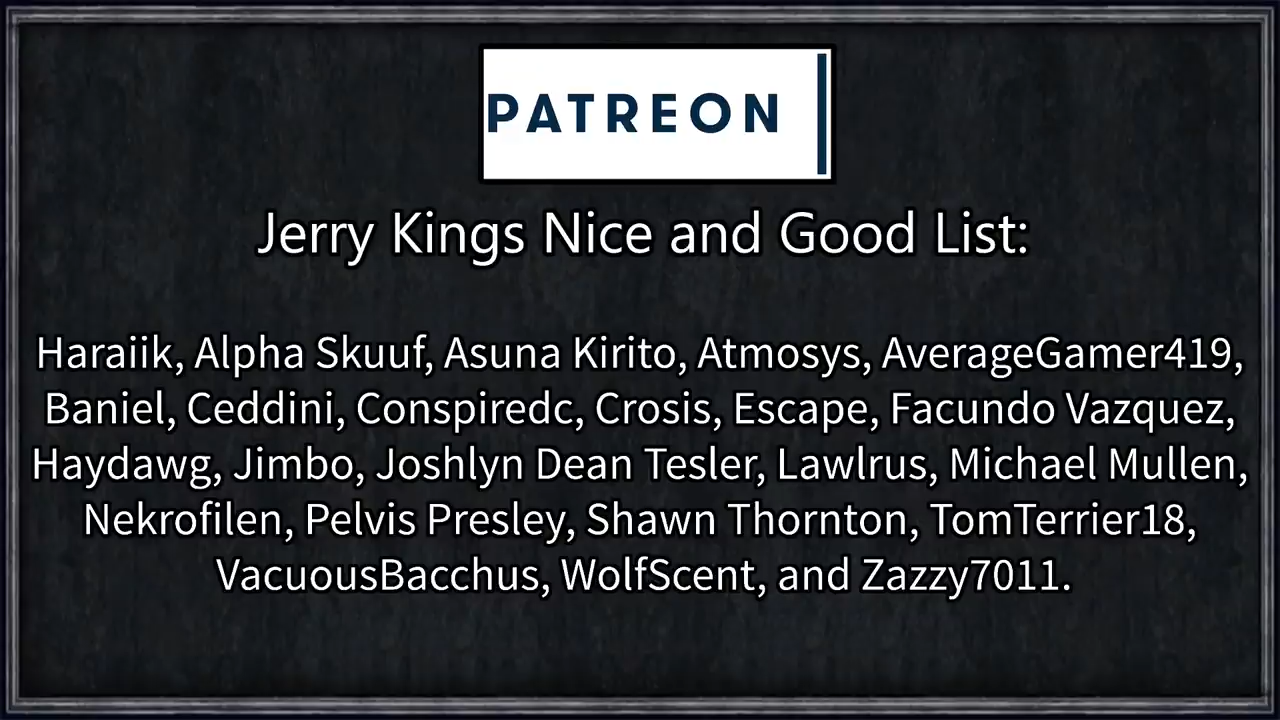 PATREON
Jerry Kings Nice and Good List:
Haraiik, Alpha Skuuf, Asuna Kirito, Atmosys, AverageGamer419,
Baniel, Ceddini, Conspiredc, Crosis, Escape, Facundo Vazquez,
Haydawg, Jimbo, Joshlyn Dean Tesler, Lawlrus, Michael Mullen,
Nekrofilen, Pelvis Presley, Shawn Thornton, TomTerrier18,
VacuousBacchus, WolfScent, and Zazzy7011.